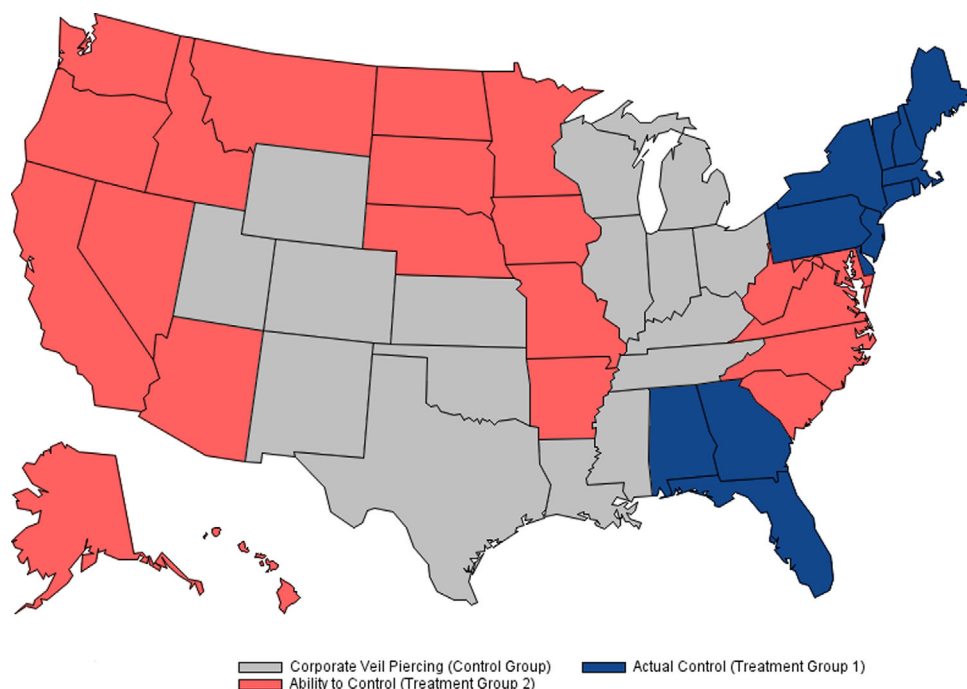 Corporate Veil Piercing (Control Group)
Actual Control (Treatment Group 1)
Ability to Control (Treatment Group 2)